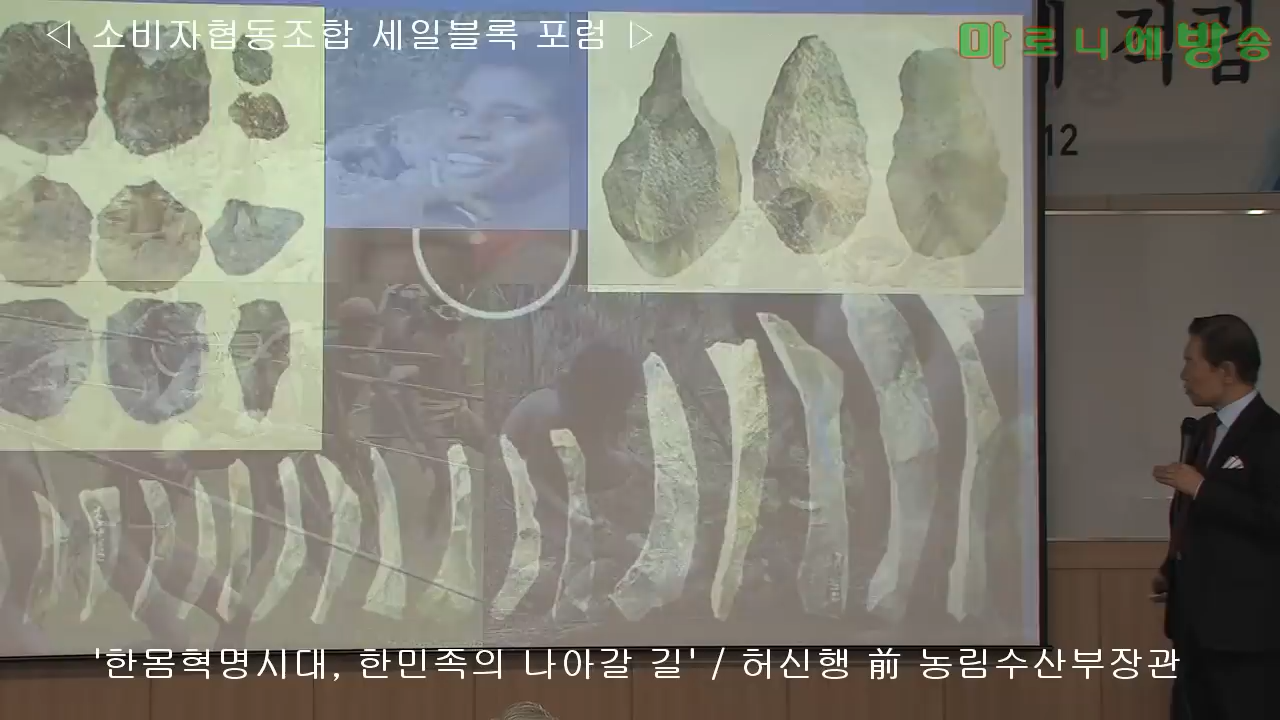 ◁ 소비자협동조합 세일블록 포럼 ▷
마로니에방송
12
'한몸혁명시대, 한민족의 나아갈 길' / 허신행 前 농림수산부장관